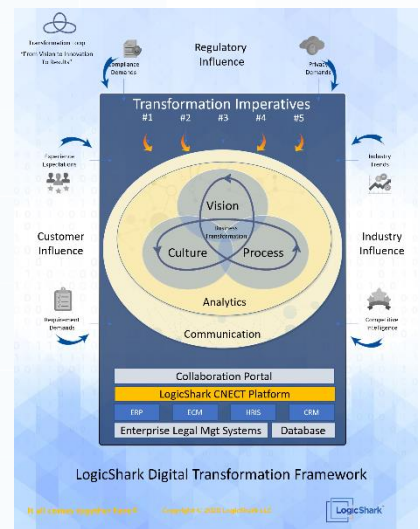 Transformation Loop
"From Vision to Innovation
To Results"
Compliance
Demands
Regulatory
Influence
Privacy
Demands
Transformation Imperatives
#1 #2 #3 #4 #5
Experience
Expectations
Industry
Trends
Vision
Business
Transformation
Culture
Process
Customer
Influence
Industry
Influence
Analytics
Communication
Requirement
Demands
Competitive
Intelligence
Collaboration Portal
LogicShark CNECT Platform
ERP ECM HRIS CRM
Enterprise Legal Mgt Systems Database
LogicShark Digital Transformation Framework
LogicShark